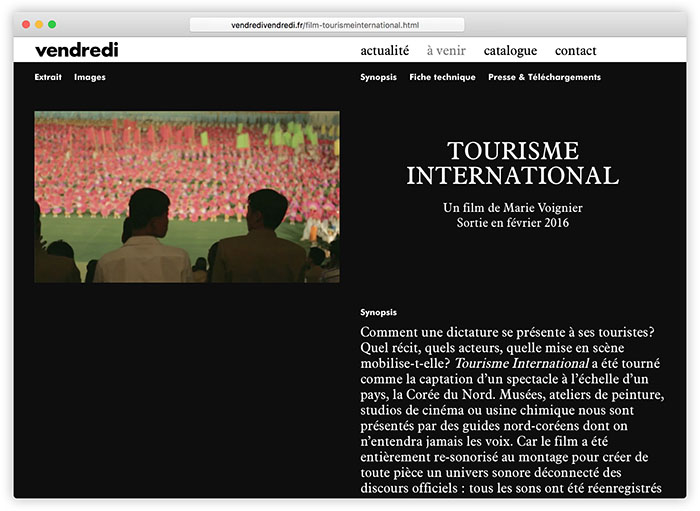 vendredivendredi.fr/film-tourismeinternational.html
vendredi
actualité à venir catalogue contact
Extrait Images
Synopsis Fiche technique Presse & Téléchargements
TOURISME
INTERNATIONAL
Un film de Marie Voignier
Sortie en février 2016
Synopsis
Comment une dictature se présente à ses touristes?
Quel récit, quels acteurs, quelle mise en scène
mobilise-t-elle? Tourisme International a été tourné
comme la captation d'un spectacle à l'échelle d'un
pays, la Corée du Nord. Musées, ateliers de peinture,
studios de cinéma ou usine chimique nous sont
présentés par des guides nord-coréens dont on
n'entendra jamais les voix. Car le film a été
entièrement re-sonorisé au montage pour créer de
toute pièce un univers sonore déconnecté des
discours officiels : tous les sons ont été réenregistrés